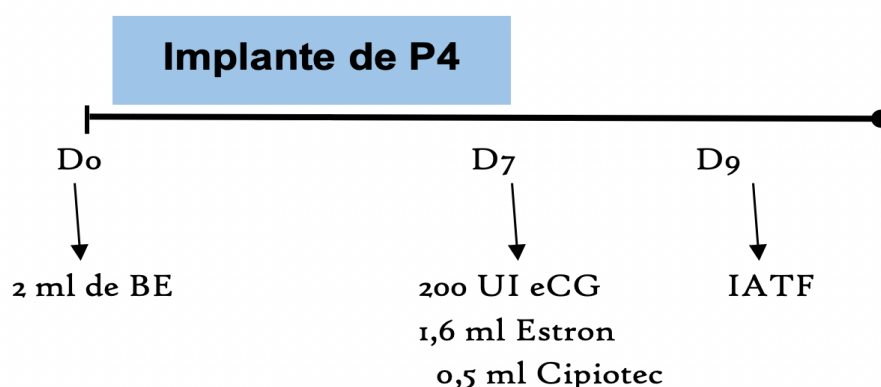 Implante de P4
D0
D7
D9
2 ml de BE
200 UI eCG
IATF
1,6 ml Estron
0,5 ml Cipiotec